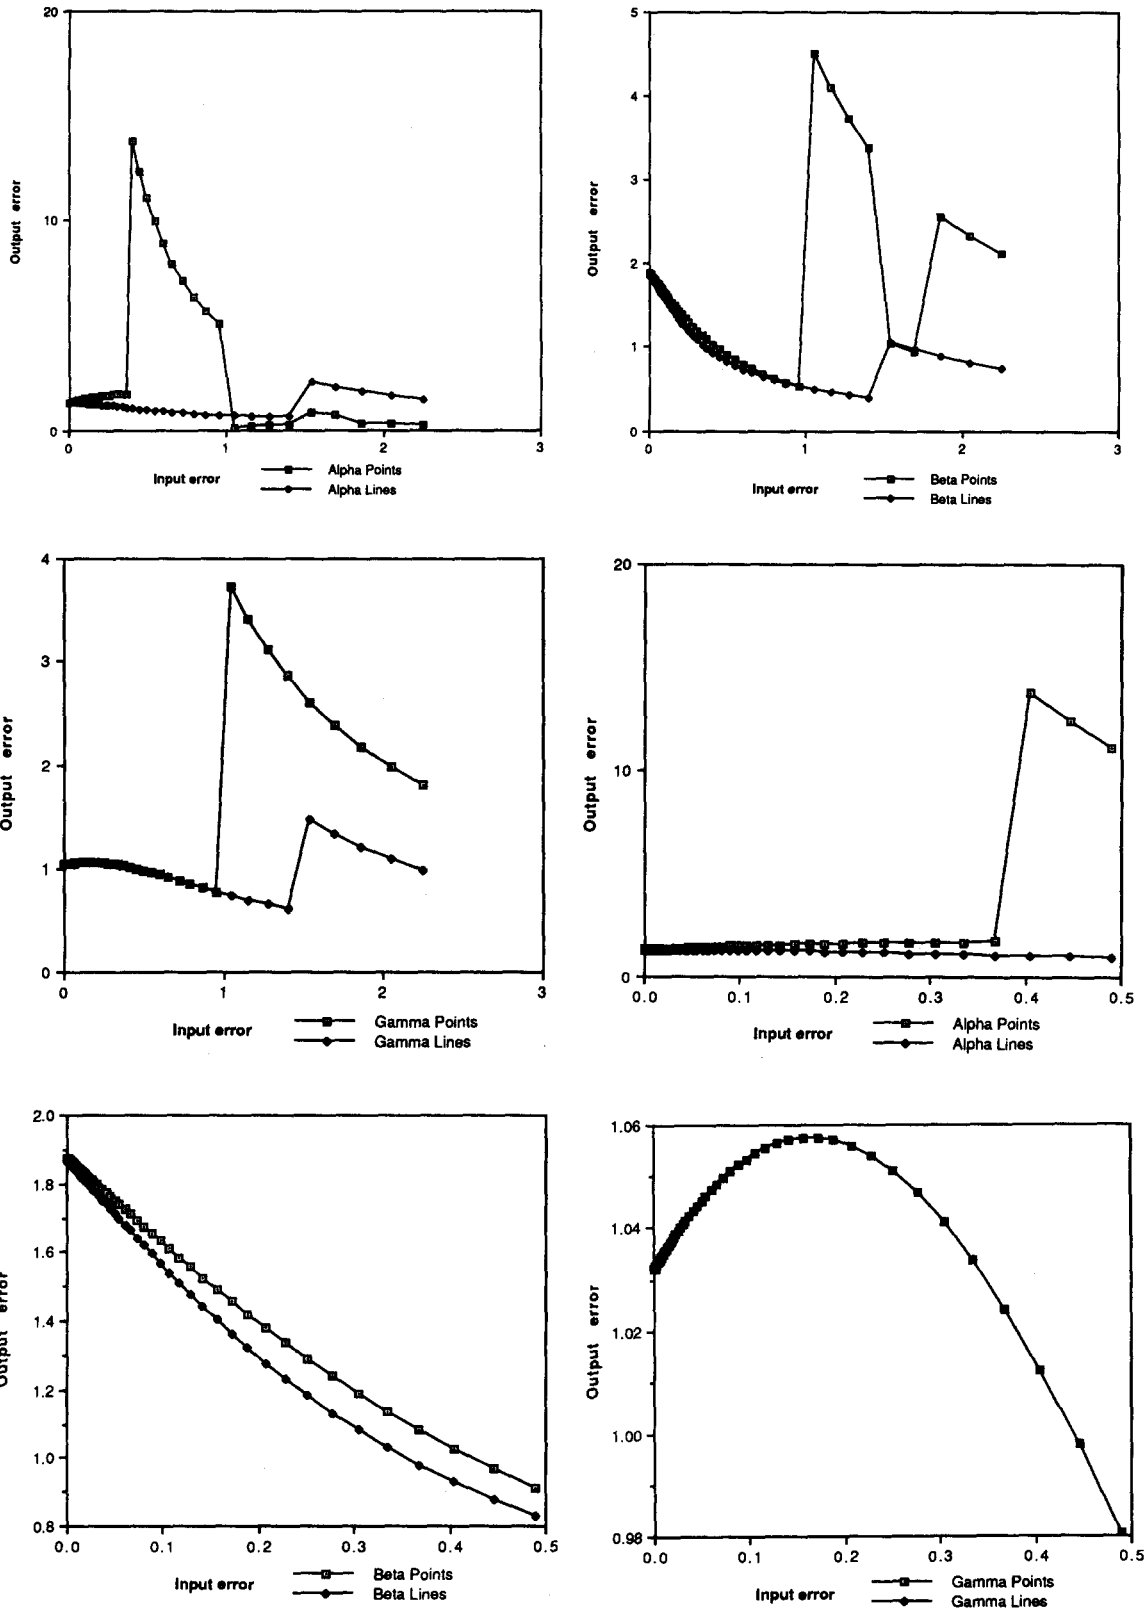 20
10
0
Output error
0
1
2
3
Input error
Alpha Points
Alpha Lines
5
4
3
2
1
0
Output error
0
1
2
3
Input error
Beta Points
Beta Lines
4
3
2
1
0
Output error
0
1
2
3
Input error
Gamma Points
Gamma Lines
20
10
0
Output error
0.0
0.1
0.2
0.3
0.4
0.5
Input error
Alpha Points
Alpha Lines
2.0
1.8
1.6
1.4
1.2
1.0
0.8
Output error
0.0
0.1
0.2
0.3
0.4
0.5
Input error
Beta Points
Beta Lines
1.06
1.04
1.02
1.00
0.98
Output error
0.0
0.1
0.2
0.3
0.4
0.5
Input error
Gamma Points
Gamma Lines